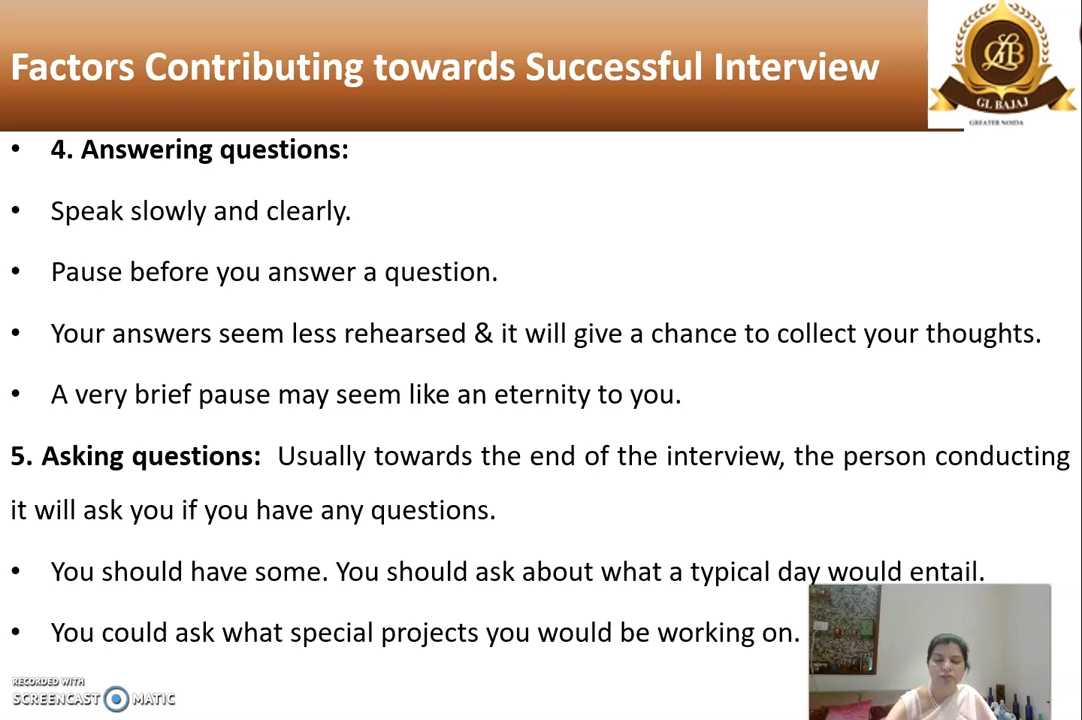 Factors Contributing towards Successful Interview
GL BAJAJ
GREATER NOIDA
• 4. Answering questions:
• Speak slowly and clearly.
• Pause before you answer a question.
• Your answers seem less rehearsed & it will give a chance to collect your thoughts.
• A very brief pause may seem like an eternity to you.
5. Asking questions: Usually towards the end of the interview, the person conducting
it will ask you if you have any questions.
• You should have some. You should ask about what a typical day would entail.
• You could ask what special projects you would be working on.
RECORDED WITH
SCREENCAST MATIC